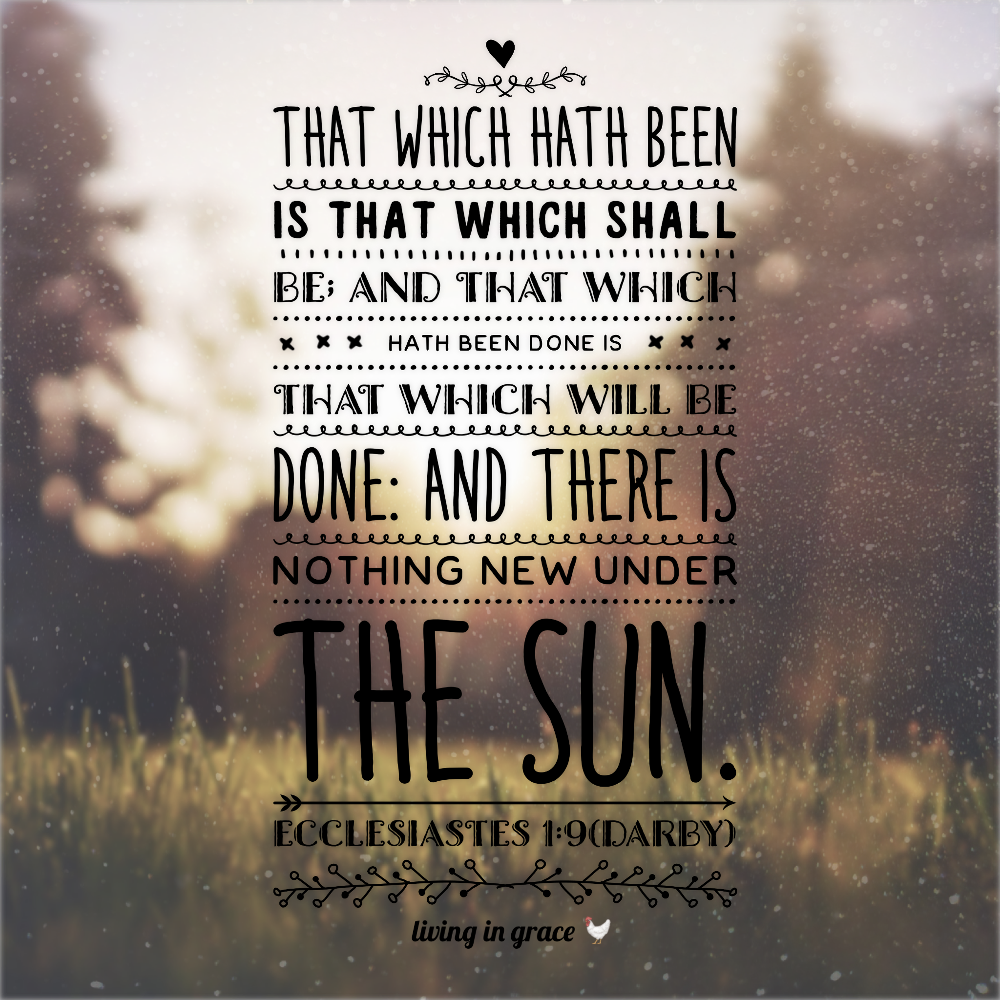 THAT WHICH HATH BEEN
IS THAT WHICH SHALL
BE; AND THAT WHICH
HATH BEEN DONE IS
THAT WHICH WILL BE
DONE: AND THERE IS
NOTHING NEW UNDER
THE SUN.
ECCLESIASTES 1:9(DARBY)
living in grace 🐓